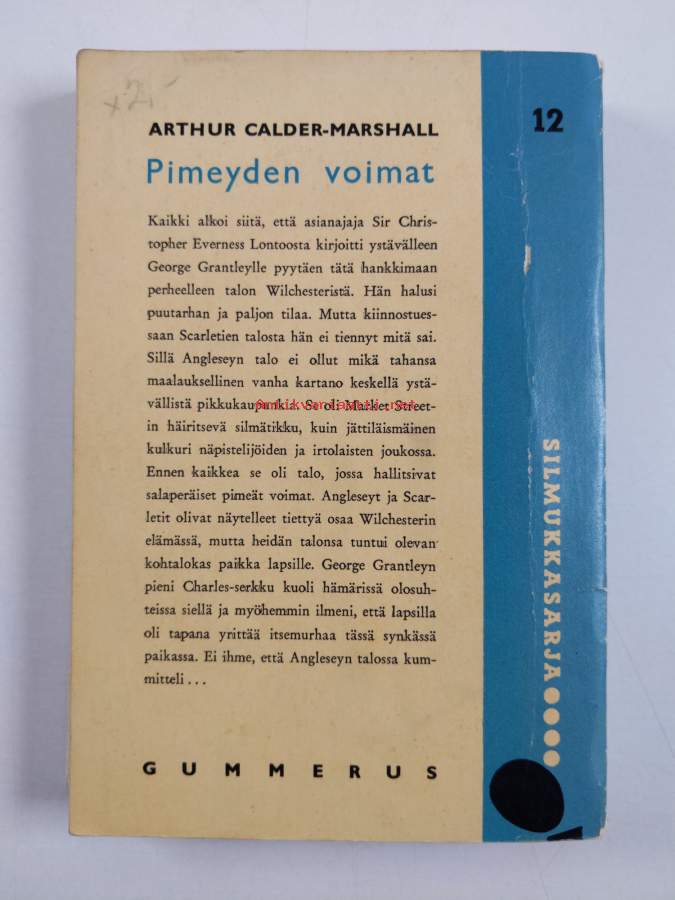 x 2,-
ARTHUR CALDER-MARSHALL
12
Pimeyden voimat
Kaikki alkoi siitä, että asianajaja Sir Chris-
topher Everness Lontoosta kirjoitti ystävälleen
George Grantleylle pyytäen tätä hankkimaan
perheelleen talon Wilchesteristä. Hän halusi
puutarhan ja paljon tilaa. Mutta kiinnostues-
saan Scarletien talosta hän ei tiennyt mitä sai.
Sillä Angleseyn talo ei ollut mikä tahansa
maalauksellinen vanha kartano keskellä ystä-
vällistä pikkukaupunkia. Se oli Market Street-
in häiritsevä silmätikku, kuin jättiläismäinen
kulkuri näpistelijöiden ja irtolaisten joukossa.
Ennen kaikkea se oli talo, jossa hallitsivat
salaperäiset pimeät voimat. Angleseyt ja Scar-
letit olivat näytelleet tiettyä osaa Wilchesterin
elämässä, mutta heidän talonsa tuntui olevan
kohtalokas paikka lapsille. George Grantleyn
pieni Charles-serkku kuoli hämärissä olosuh-
teissa siellä ja myöhemmin ilmeni, että lapsilla
oli tapana yrittää itsemurhaa tässä synkässä
paikassa. Ei ihme, että Angleseyn talossa kum-
mitteli . . .
GUMMERUS
SILMUKKASARJA
Antikvariaatti.net